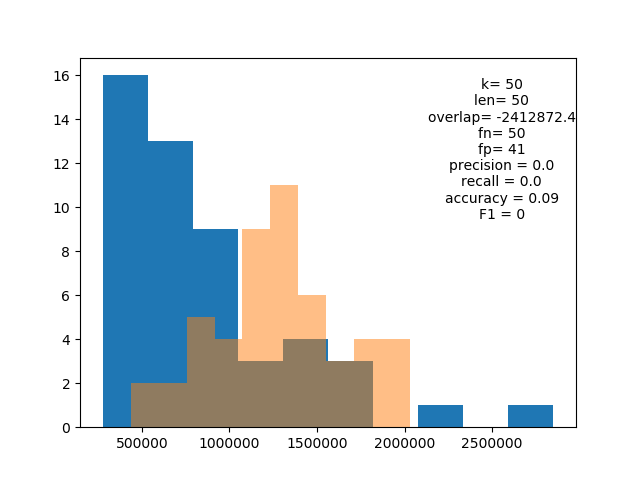 16
14
12
10
8
6
4
2
0
500000 1000000 1500000 2000000 2500000
k= 50
len= 50
overlap= -2412872.4
fn= 50
fp= 41
precision = 0.0
recall = 0.0
accuracy = 0.09
F1 = 0